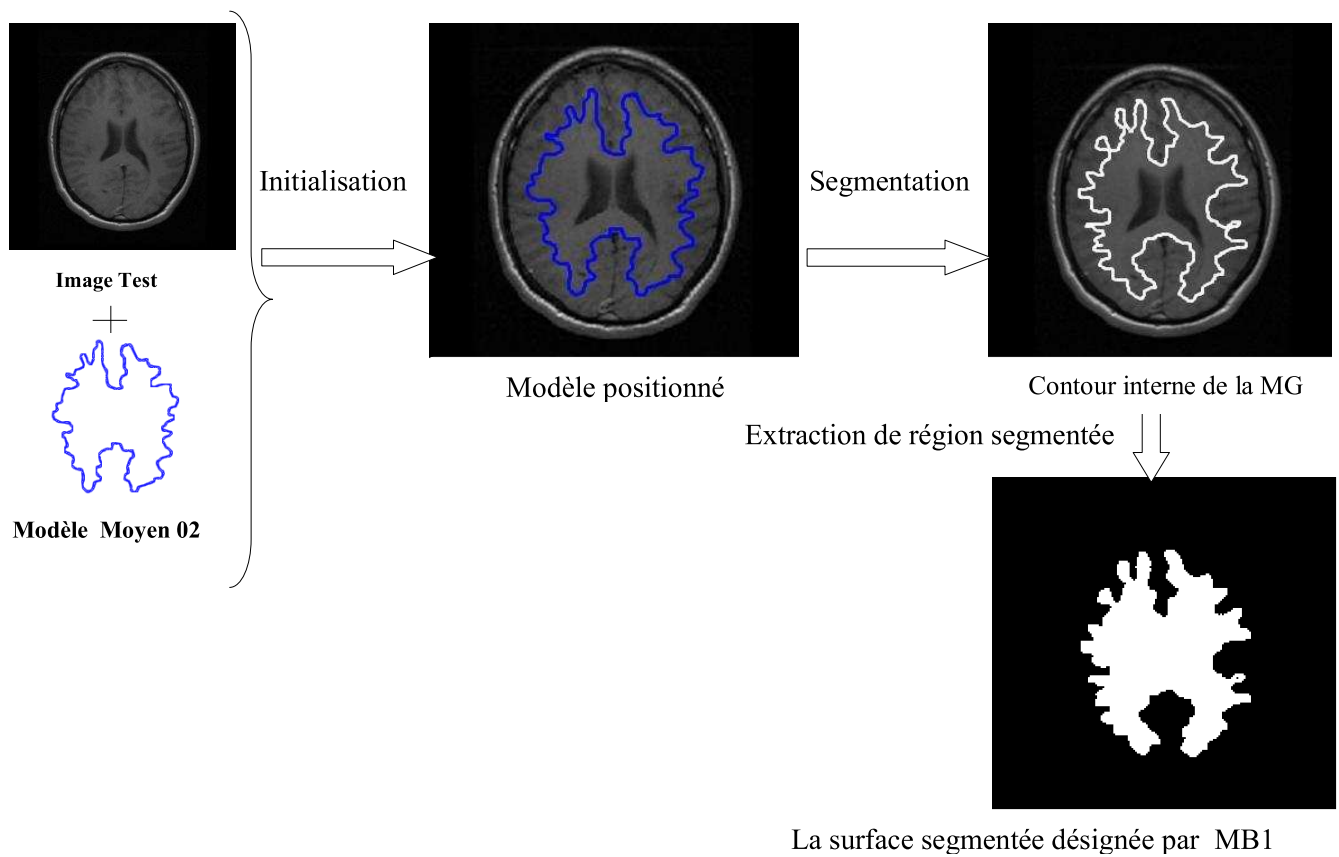 Image Test
Modèle Moyen 02
Initialisation
Modèle positionné
Segmentation
Contour interne de la MG
Extraction de région segmentée
La surface segmentée désignée par MB1